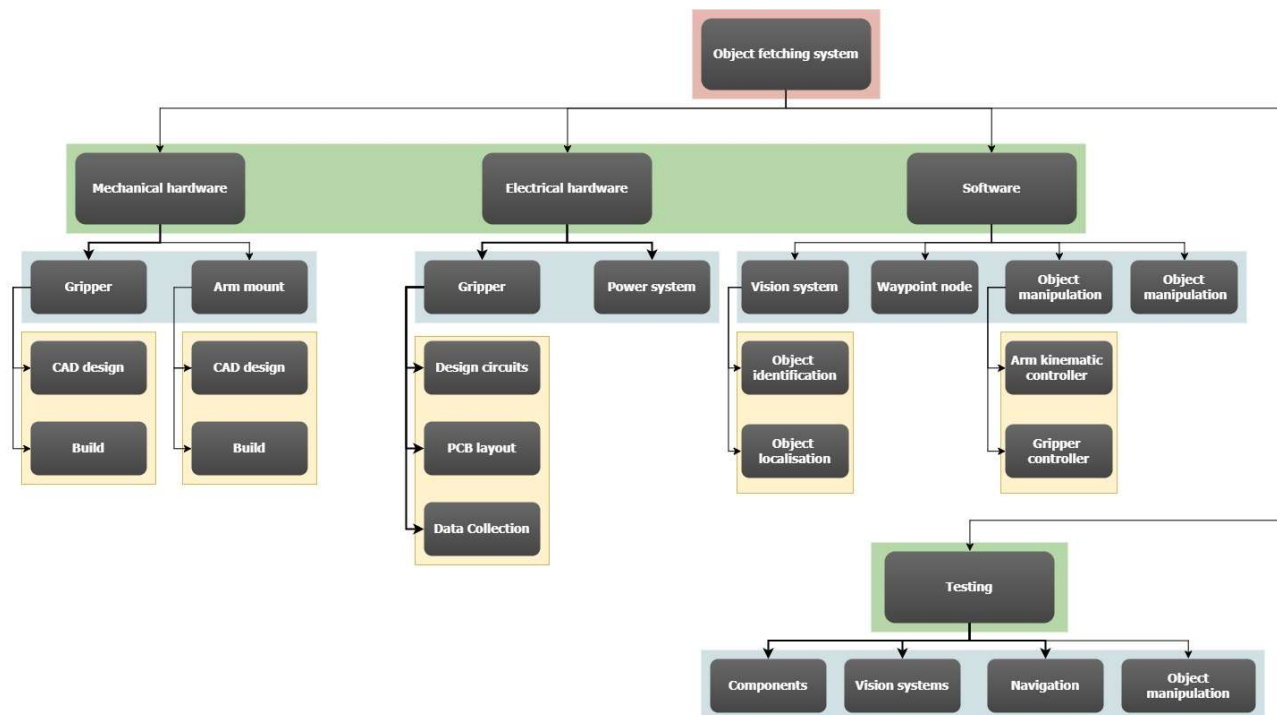 Object fetching system
Mechanical hardware
Electrical hardware
Software
Gripper
Arm mount
Gripper
Power system
Vision system
Waypoint node
Object
manipulation
Object
manipulation
CAD design
CAD design
Design circuits
Object
identification
Arm kinematic
controller
Build
Build
PCB layout
Object
localisation
Gripper
controller
Data Collection
Testing
Components
Vision systems
Navigation
Object
manipulation